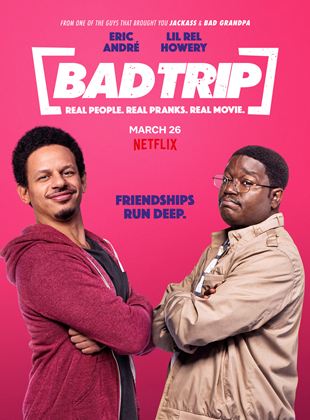 FROM ONE OF THE GUYS THAT BROUGHT YOU JACKASS & BAD GRANDPA
ERIC ANDRÉ
LIL REL HOWERY
BAD TRIP
REAL PEOPLE. REAL PRANKS. REAL MOVIE.
MARCH 26
NETFLIX
FRIENDSHIPS
RUN DEEP.